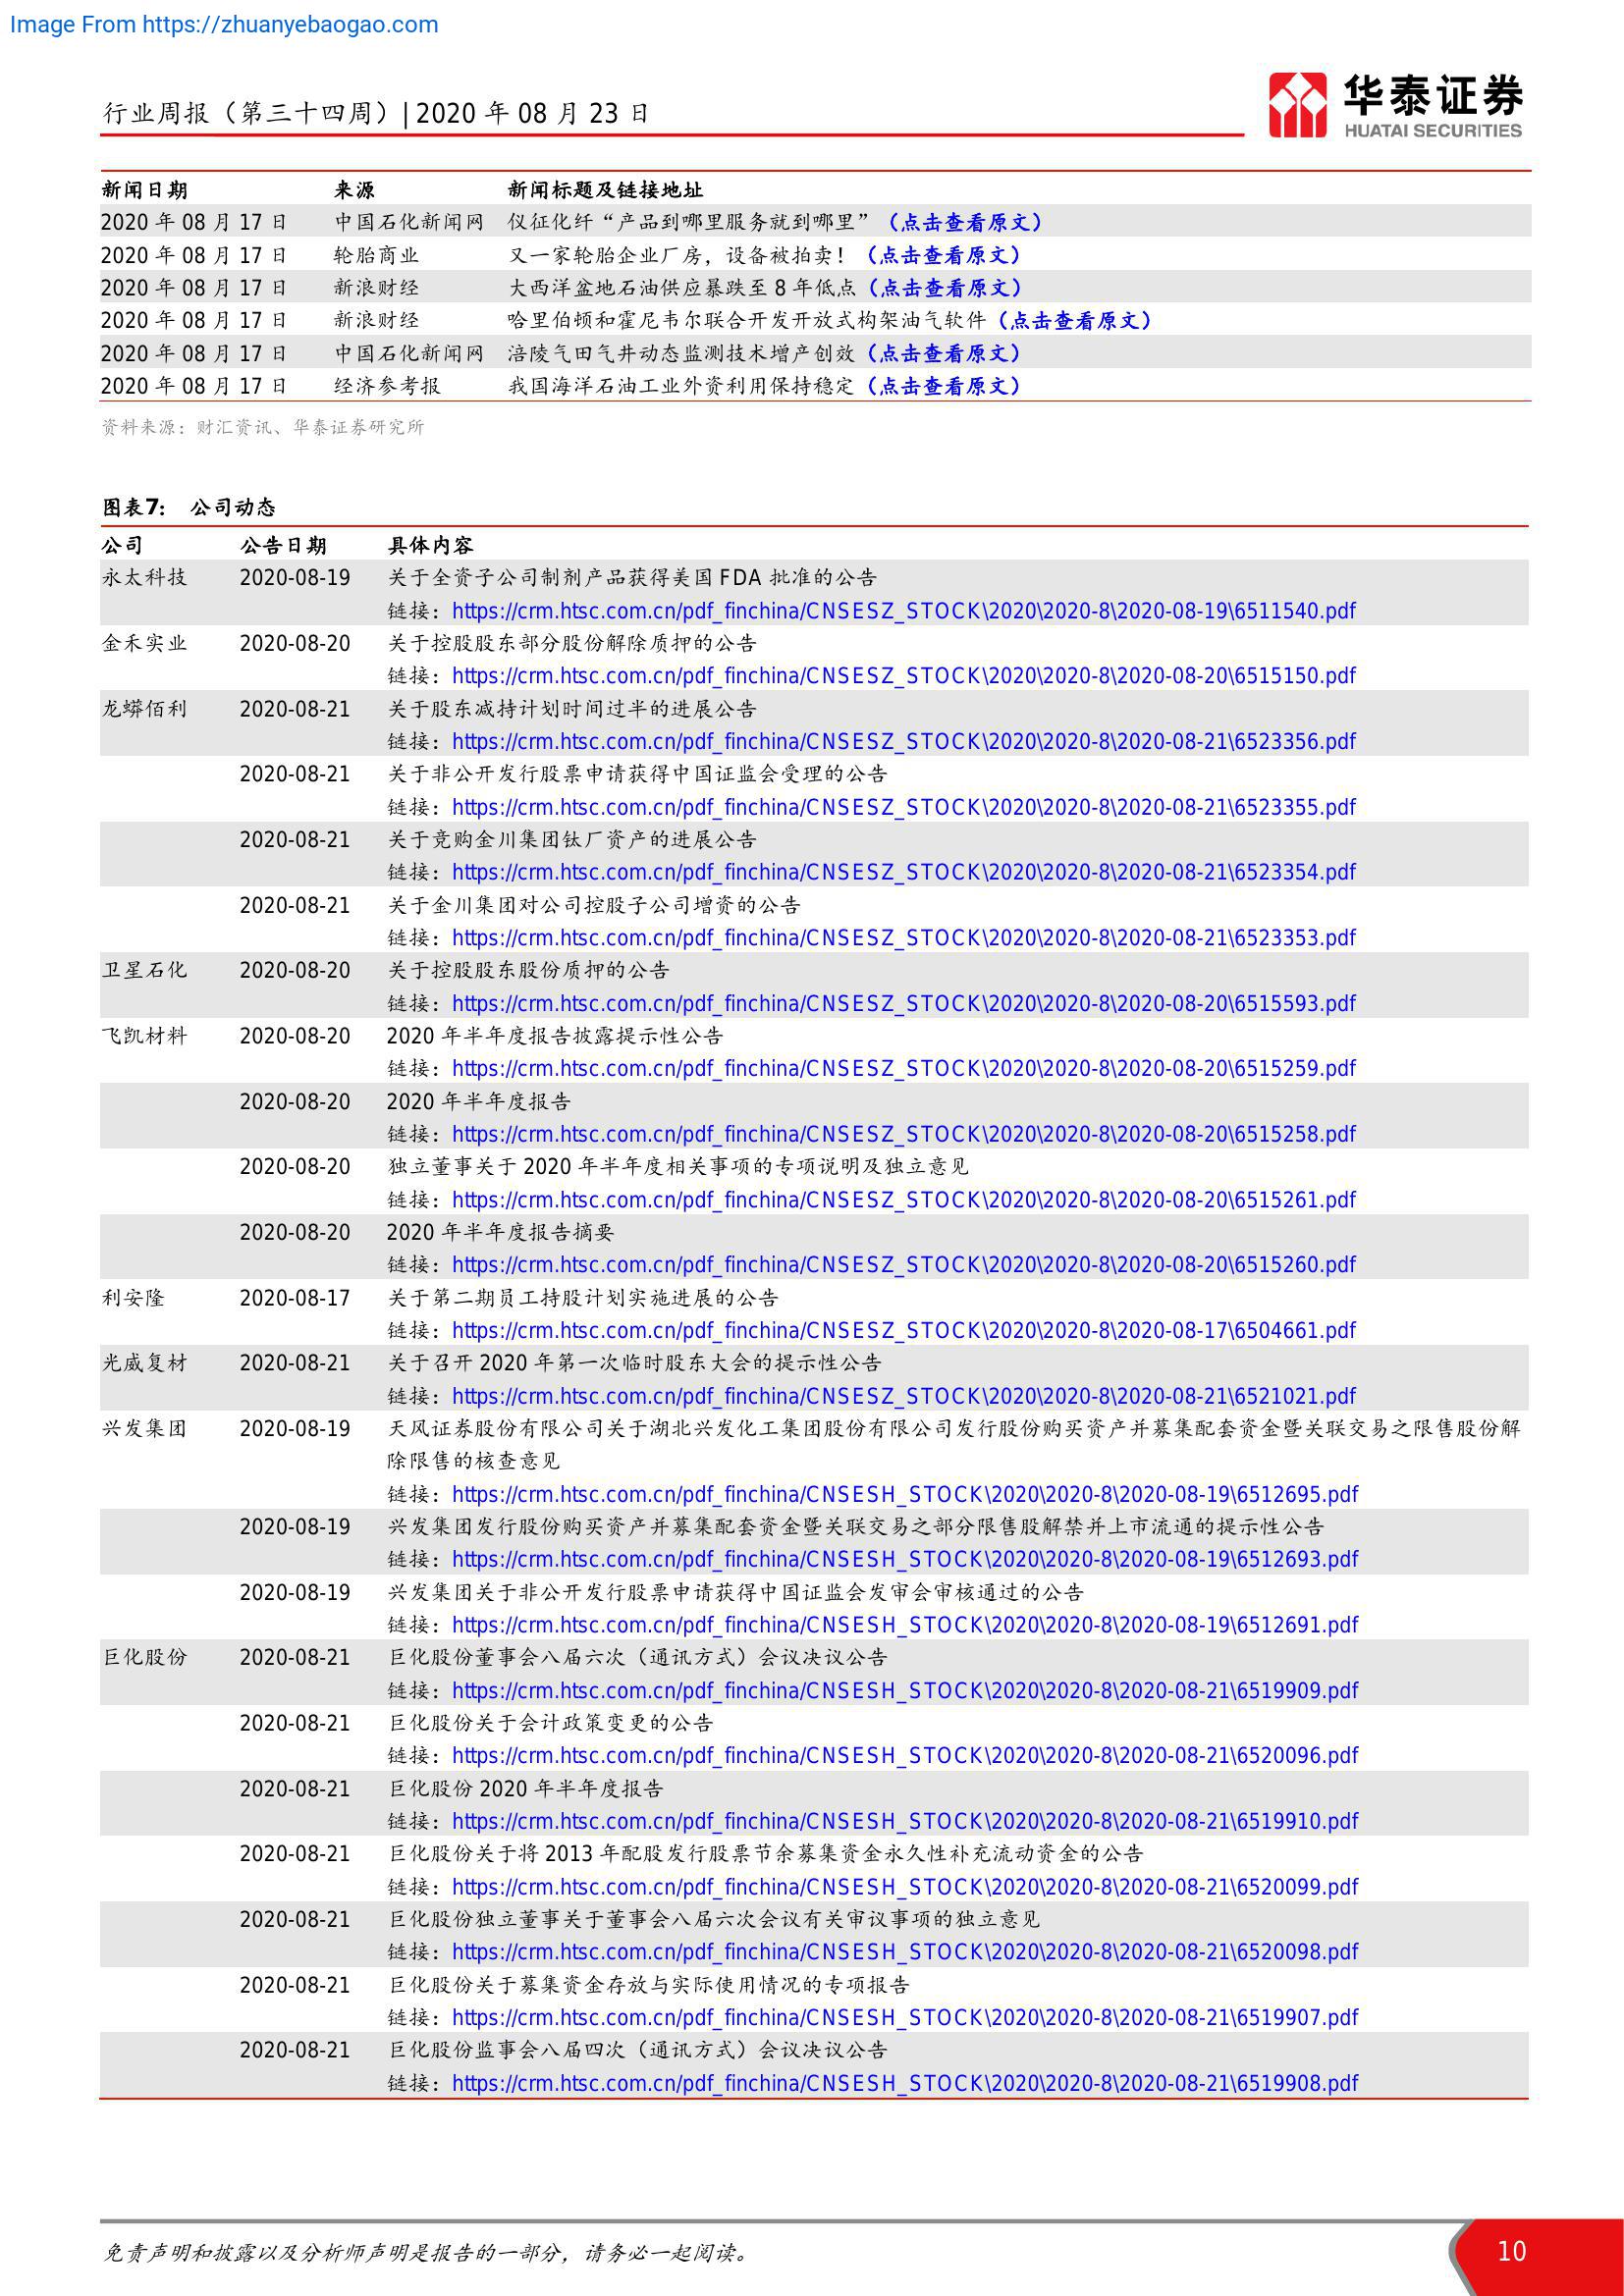 Image From https://zhuanyebaogao.com
行业周报（第三十四周）| 2020 年 08 月 23 日
华泰证券
HUATAI SECURITIES
新闻日期 来源 新闻标题及链接地址
2020 年 08 月 17 日 中国石化新闻网 仪征化纤“产品到哪里服务就到哪里”（点击查看原文）
2020 年 08 月 17 日 轮胎商业 又一家轮胎企业厂房，设备被拍卖！（点击查看原文）
2020 年 08 月 17 日 新浪财经 大西洋盆地石油供应暴跌至 8 年低点（点击查看原文）
2020 年 08 月 17 日 新浪财经 哈里伯顿和霍尼韦尔联合开发开放式构架油气软件（点击查看原文）
2020 年 08 月 17 日 中国石化新闻网 涪陵气田气井动态监测技术增产创效（点击查看原文）
2020 年 08 月 17 日 经济参考报 我国海洋石油工业外资利用保持稳定（点击查看原文）
资料来源：财汇资讯、华泰证券研究所
图表7： 公司动态
公司 公告日期 具体内容
永太科技 2020-08-19 关于全资子公司制剂产品获得美国 FDA 批准的公告
链接：https://crm.htsc.com.cn/pdf_finchina/CNSESZ_STOCK\2020\2020-8\2020-08-19\6511540.pdf
金禾实业 2020-08-20 关于控股股东部分股份解除质押的公告
链接：https://crm.htsc.com.cn/pdf_finchina/CNSESZ_STOCK\2020\2020-8\2020-08-20\6515150.pdf
龙蟒佰利 2020-08-21 关于股东减持计划时间过半的进展公告
链接：https://crm.htsc.com.cn/pdf_finchina/CNSESZ_STOCK\2020\2020-8\2020-08-21\6523356.pdf
2020-08-21 关于非公开发行股票申请获得中国证监会受理的公告
链接：https://crm.htsc.com.cn/pdf_finchina/CNSESZ_STOCK\2020\2020-8\2020-08-21\6523355.pdf
2020-08-21 关于竞购金川集团钛厂资产的进展公告
链接：https://crm.htsc.com.cn/pdf_finchina/CNSESZ_STOCK\2020\2020-8\2020-08-21\6523354.pdf
2020-08-21 关于金川集团对公司控股子公司增资的公告
链接：https://crm.htsc.com.cn/pdf_finchina/CNSESZ_STOCK\2020\2020-8\2020-08-21\6523353.pdf
卫星石化 2020-08-20 关于控股股东股份质押的公告
链接：https://crm.htsc.com.cn/pdf_finchina/CNSESZ_STOCK\2020\2020-8\2020-08-20\6515593.pdf
飞凯材料 2020-08-20 2020 年半年度报告披露提示性公告
链接：https://crm.htsc.com.cn/pdf_finchina/CNSESZ_STOCK\2020\2020-8\2020-08-20\6515259.pdf
2020-08-20 2020 年半年度报告
链接：https://crm.htsc.com.cn/pdf_finchina/CNSESZ_STOCK\2020\2020-8\2020-08-20\6515258.pdf
2020-08-20 独立董事关于 2020 年半年度相关事项的专项说明及独立意见
链接：https://crm.htsc.com.cn/pdf_finchina/CNSESZ_STOCK\2020\2020-8\2020-08-20\6515261.pdf
2020-08-20 2020 年半年度报告摘要
链接：https://crm.htsc.com.cn/pdf_finchina/CNSESZ_STOCK\2020\2020-8\2020-08-20\6515260.pdf
利安隆 2020-08-17 关于第二期员工持股计划实施进展的公告
链接：https://crm.htsc.com.cn/pdf_finchina/CNSESZ_STOCK\2020\2020-8\2020-08-17\6504661.pdf
光威复材 2020-08-21 关于召开 2020 年第一次临时股东大会的提示性公告
链接：https://crm.htsc.com.cn/pdf_finchina/CNSESZ_STOCK\2020\2020-8\2020-08-21\6521021.pdf
兴发集团 2020-08-19 天风证券股份有限公司关于湖北兴发化工集团股份有限公司发行股份购买资产并募集配套资金暨关联交易之限售股份解
除限售的核查意见
链接：https://crm.htsc.com.cn/pdf_finchina/CNSESH_STOCK\2020\2020-8\2020-08-19\6512695.pdf
2020-08-19 兴发集团发行股份购买资产并募集配套资金暨关联交易之部分限售股解禁并上市流通的提示性公告
链接：https://crm.htsc.com.cn/pdf_finchina/CNSESH_STOCK\2020\2020-8\2020-08-19\6512693.pdf
2020-08-19 兴发集团关于非公开发行股票申请获得中国证监会发审会审核通过的公告
链接：https://crm.htsc.com.cn/pdf_finchina/CNSESH_STOCK\2020\2020-8\2020-08-19\6512691.pdf
巨化股份 2020-08-21 巨化股份董事会八届六次（通讯方式）会议决议公告
链接：https://crm.htsc.com.cn/pdf_finchina/CNSESH_STOCK\2020\2020-8\2020-08-21\6519909.pdf
2020-08-21 巨化股份关于会计政策变更的公告
链接：https://crm.htsc.com.cn/pdf_finchina/CNSESH_STOCK\2020\2020-8\2020-08-21\6520096.pdf
2020-08-21 巨化股份 2020 年半年度报告
链接：https://crm.htsc.com.cn/pdf_finchina/CNSESH_STOCK\2020\2020-8\2020-08-21\6519910.pdf
2020-08-21 巨化股份关于将 2013 年配股发行股票节余募集资金永久性补充流动资金的公告
链接：https://crm.htsc.com.cn/pdf_finchina/CNSESH_STOCK\2020\2020-8\2020-08-21\6520099.pdf
2020-08-21 巨化股份独立董事关于董事会八届六次会议有关审议事项的独立意见
链接：https://crm.htsc.com.cn/pdf_finchina/CNSESH_STOCK\2020\2020-8\2020-08-21\6520098.pdf
2020-08-21 巨化股份关于募集资金存放与实际使用情况的专项报告
链接：https://crm.htsc.com.cn/pdf_finchina/CNSESH_STOCK\2020\2020-8\2020-08-21\6519907.pdf
2020-08-21 巨化股份监事会八届四次（通讯方式）会议决议公告
链接：https://crm.htsc.com.cn/pdf_finchina/CNSESH_STOCK\2020\2020-8\2020-08-21\6519908.pdf
免责声明和披露以及分析师声明是报告的一部分，请务必一起阅读。
10